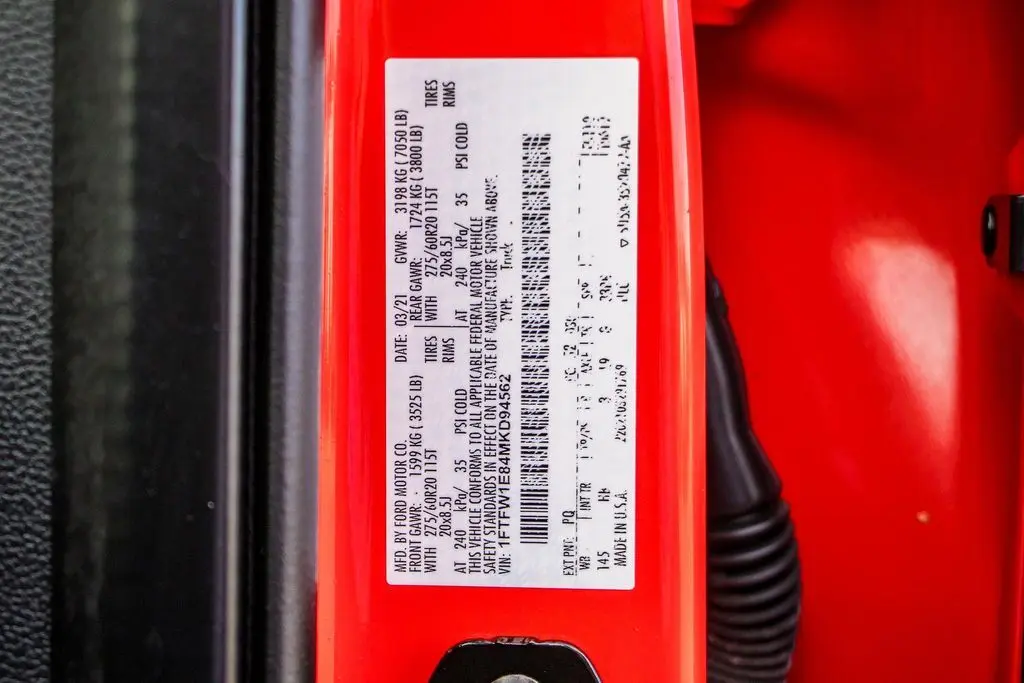 MFD. BY FORD MOTOR CO. DATE: 03/21 GWVR: 3198 KG ( 7050 LB)
FRONT GAWR: 1599 KG ( 3525 LB) REAR GAWR: 1724 KG ( 3800 LB)
WITH 275/60R20 115T TIRES WITH 275/60R20 115T TIRES
20x8.5J RIMS 20x8.5J RIMS
AT 240 kPa/ 35 PSI COLD AT 240 kPa/ 35 PSI COLD
THIS VEHICLE CONFORMS TO ALL APPLICABLE FEDERAL MOTOR VEHICLE
SAFETY STANDARDS IN EFFECT ON THE DATE OF MANUFACTURE SHOWN ABOVE.
VIN: 1FTFW1E84MKD94562 TYPE: Truck
EXT PNT: PQ
WB INT TR
145
MADE IN U.S.A.